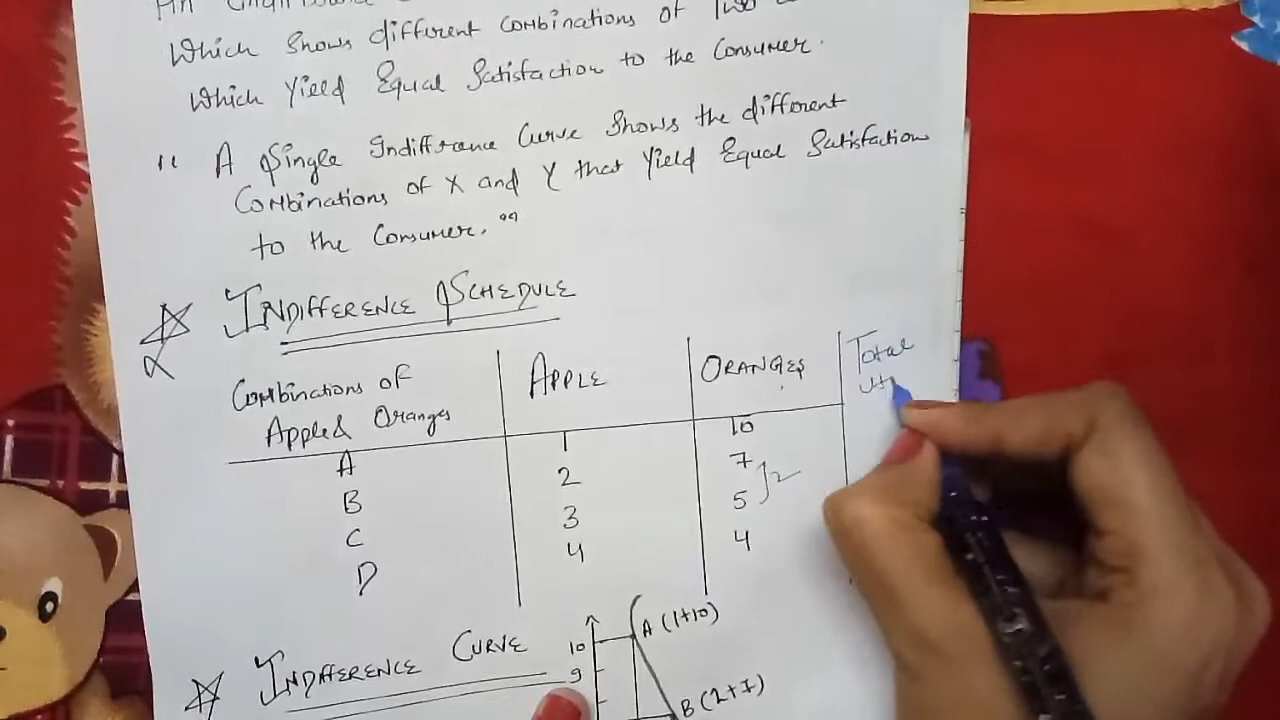 Which shows different combinations of Two
Which Yield Equal Satisfaction to the Consumer.
" A Single Indifference Curve Shows the different
Combinations of X and Y that Yield Equal Satisfaction
to the Consumer."
INDIFFERENCE SCHEDULE
Combinations of Apple & Oranges APPLE ORANGES Total ut
A 1 10
B 2 7
C 3 5 2
D 4 4
INDIFFERENCE CURVE
10 A (1+10)
9
B (2+7)